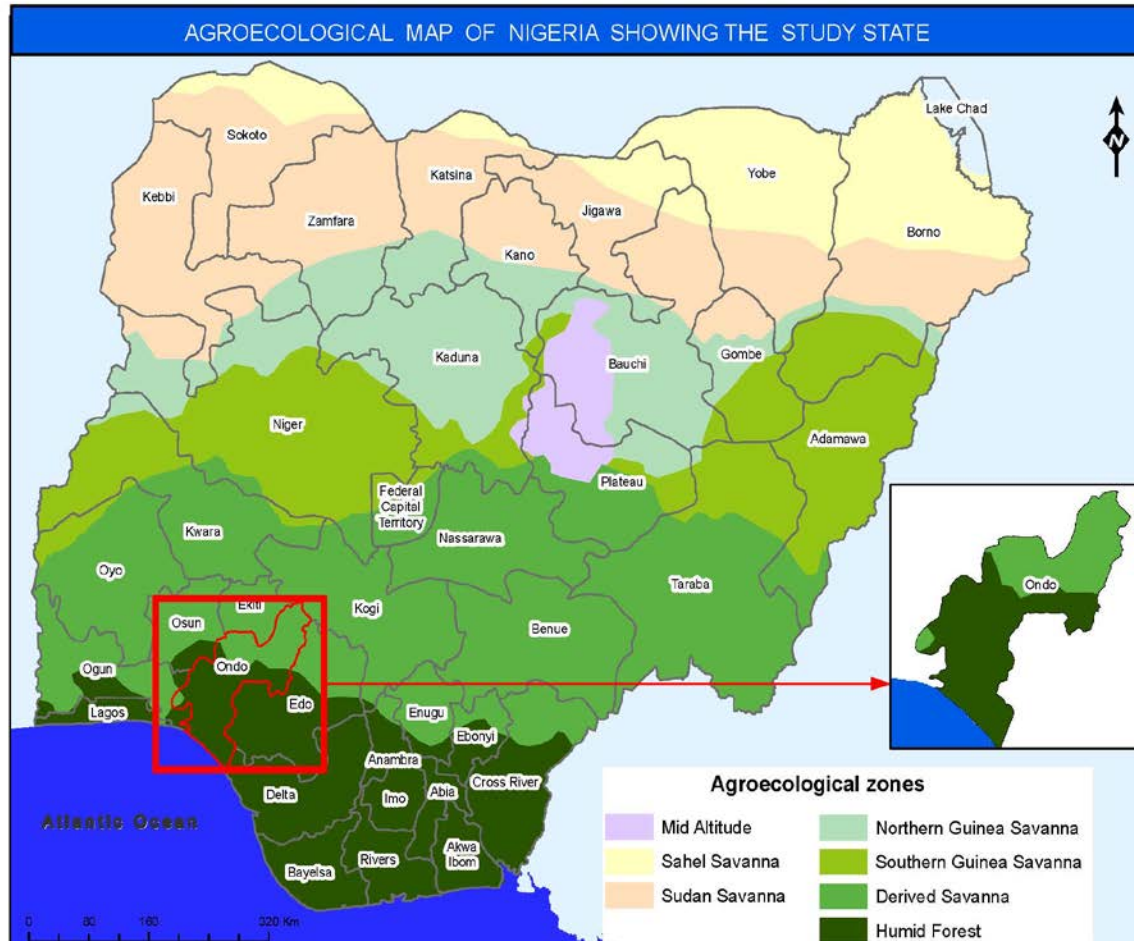 AGROECOLOGICAL MAP OF NIGERIA SHOWING THE STUDY STATE
Lake Chad
N
Sokoto
Katsina
Yobe
Kebbi
Zamfara
Jigawa
Borno
Kano
Kaduna
Bauchi
Gombe
Niger
Adamawa
Federal
Capital
Territory
Plateau
Kwara
Nassarawa
Oyo
Taraba
Ekiti
Kogi
Osun
Benue
Ogun
Ondo
Edo
Lagos
Enugu
Ebonyi
Anambra
Cross River
Delta
Imo
Abia
Akwa
Ibom
Bayelsa
Rivers
Atlantic Ocean
0 80 160 320 Km
Ondo
Agroecological zones
Mid Altitude
Sahel Savanna
Sudan Savanna
Northern Guinea Savanna
Southern Guinea Savanna
Derived Savanna
Humid Forest